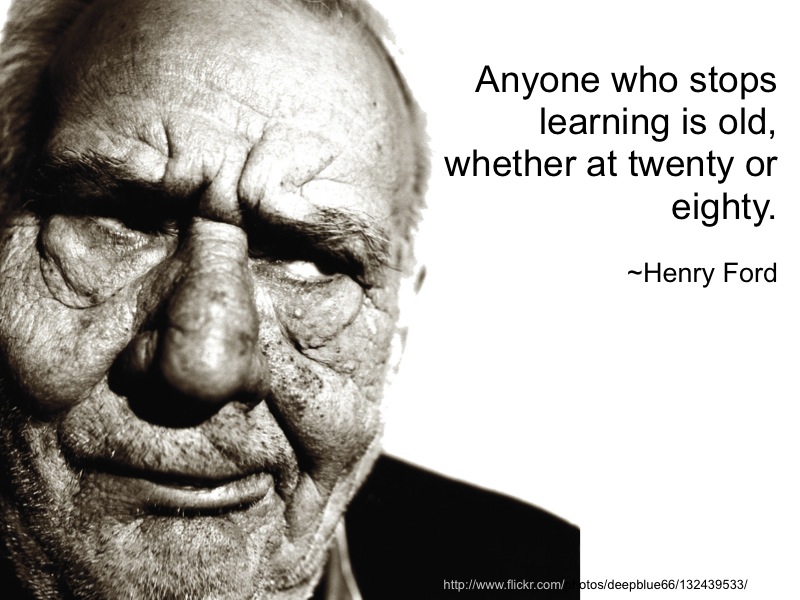 Anyone who stops
learning is old,
whether at twenty or
eighty.
~Henry Ford
http://www.flickr.com/photos/deepblue66/132439533/